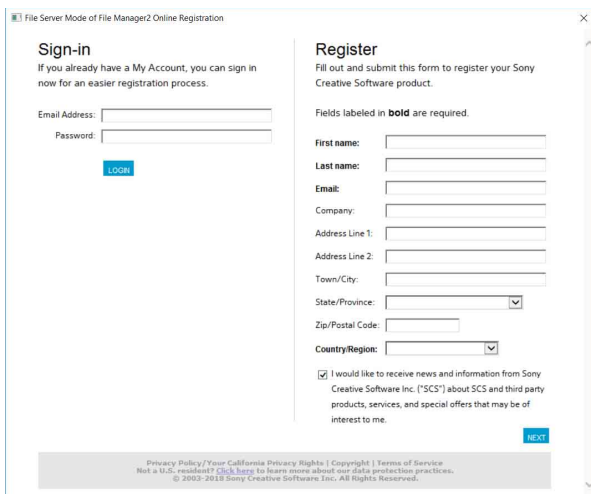 File Server Mode of File Manager2 Online Registration
Sign-in
If you already have a My Account, you can sign in
now for an easier registration process.
Email Address:
Password:
LOGIN
Register
Fill out and submit this form to register your Sony
Creative Software product.
Fields labeled in bold are required.
First name:
Last name:
Email:
Company:
Address Line 1:
Address Line 2:
Town/City:
State/Province:
Zip/Postal Code:
Country/Region:
I would like to receive news and information from Sony
Creative Software Inc. ("SCS") about SCS and third party
products, services, and special offers that may be of
interest to me.
NEXT
Privacy Policy/Your California Privacy Rights | Copyright | Terms of Service
Not a U.S. resident? Click here to learn more about our data protection practices.
© 2003-2018 Sony Creative Software Inc. All Rights Reserved.